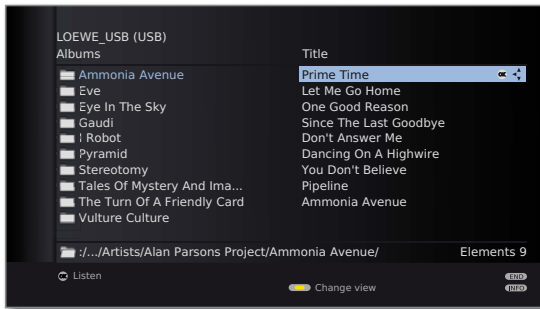 LOEWE_USB (USB)
Albums Title
Ammonia Avenue Prime Time OK
Eve Let Me Go Home
Eye In The Sky One Good Reason
Gaudi Since The Last Goodbye
I Robot Don't Answer Me
Pyramid Dancing On A Highwire
Stereotomy You Don't Believe
Tales Of Mystery And Ima... Pipeline
The Turn Of A Friendly Card Ammonia Avenue
Vulture Culture
:/.../Artists/Alan Parsons Project/Ammonia Avenue/ Elements 9
OK Listen END
Change view INFO